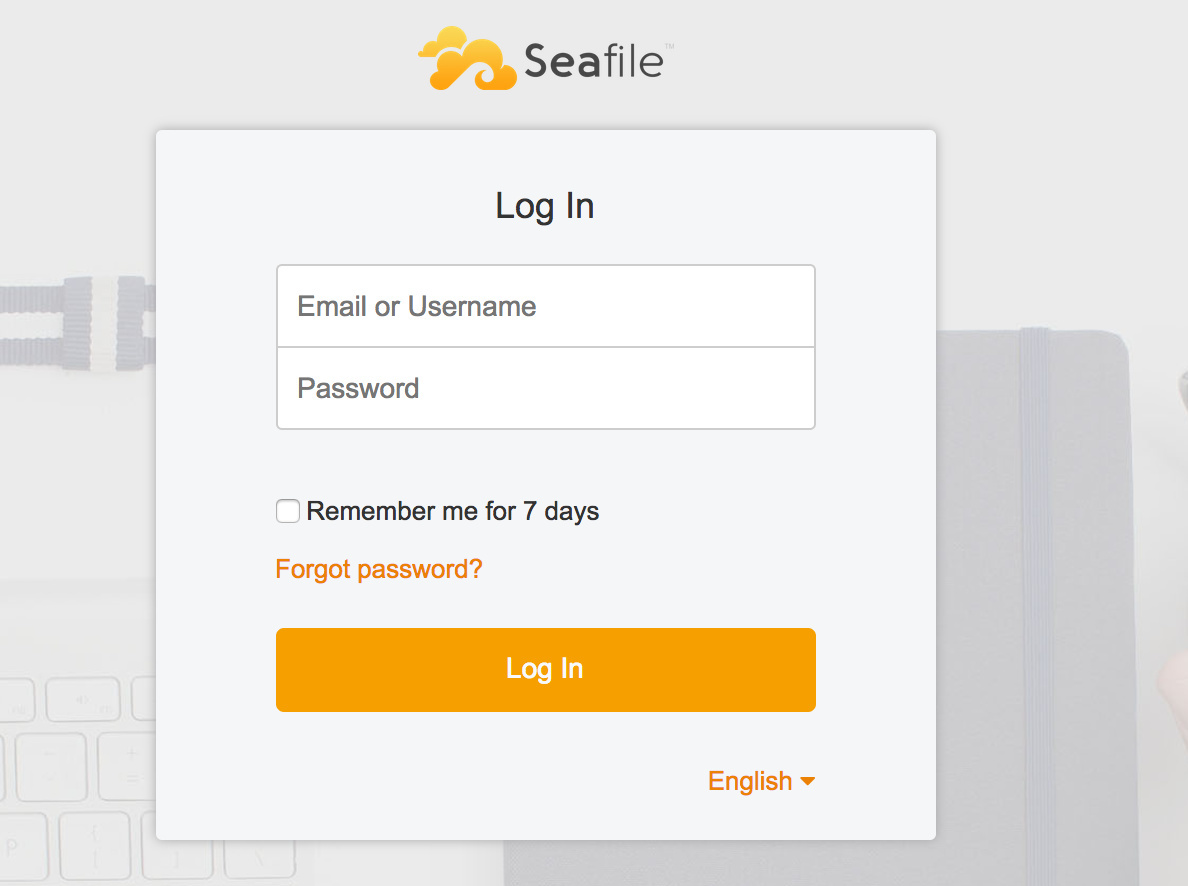 Seafile™
Log In
Email or Username
Password
Remember me for 7 days
Forgot password?
Log In
English
P